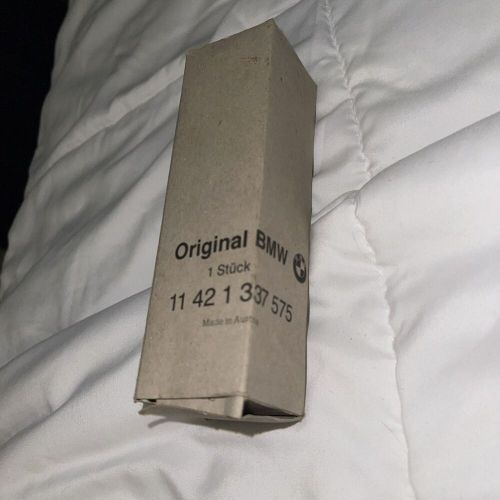 Original BMW
1 Stück
11 42 1 337 575
Made in Austria